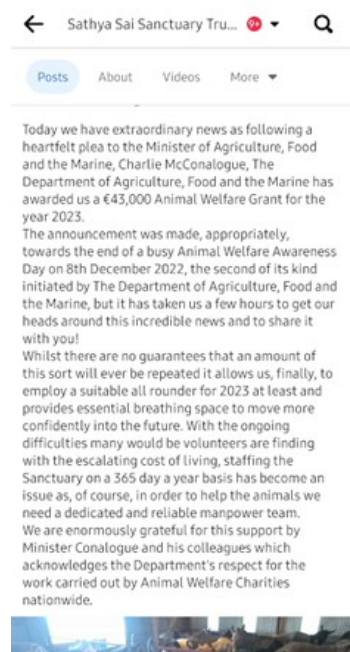 Sathya Sai Sanctuary Tru... 9+
Posts About Videos More
Today we have extraordinary news as following a
heartfelt plea to the Minister of Agriculture, Food
and the Marine, Charlie McConalogue, The
Department of Agriculture, Food and the Marine has
awarded us a €43,000 Animal Welfare Grant for the
year 2023.
The announcement was made, appropriately,
towards the end of a busy Animal Welfare Awareness
Day on 8th December 2022, the second of its kind
initiated by The Department of Agriculture, Food and
the Marine, but it has taken us a few hours to get our
heads around this incredible news and to share it
with you!
Whilst there are no guarantees that an amount of
this sort will ever be repeated it allows us, finally, to
employ a suitable all rounder for 2023 at least and
provides essential breathing space to move more
confidently into the future. With the ongoing
difficulties many would be volunteers are finding
with the escalating cost of living, staffing the
Sanctuary on a 365 day a year basis has become an
issue as, of course, in order to help the animals we
need a dedicated and reliable manpower team.
We are enormously grateful for this support by
Minister Conalogue and his colleagues which
acknowledges the Department's respect for the
work carried out by Animal Welfare Charities
nationwide.